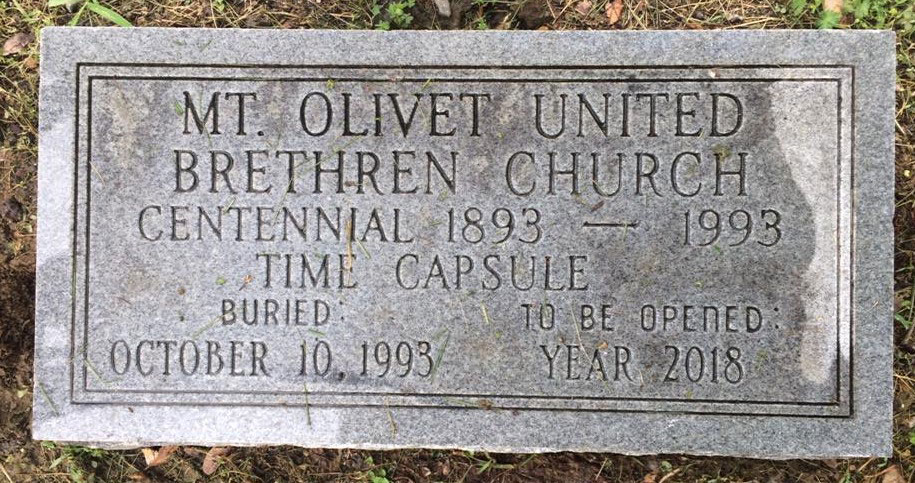 MT. OLIVET UNITED
BRETHREN CHURCH
CENTENNIAL 1893 — 1993
TIME CAPSULE
BURIED: TO BE OPENED:
OCTOBER 10, 1993 YEAR 2018